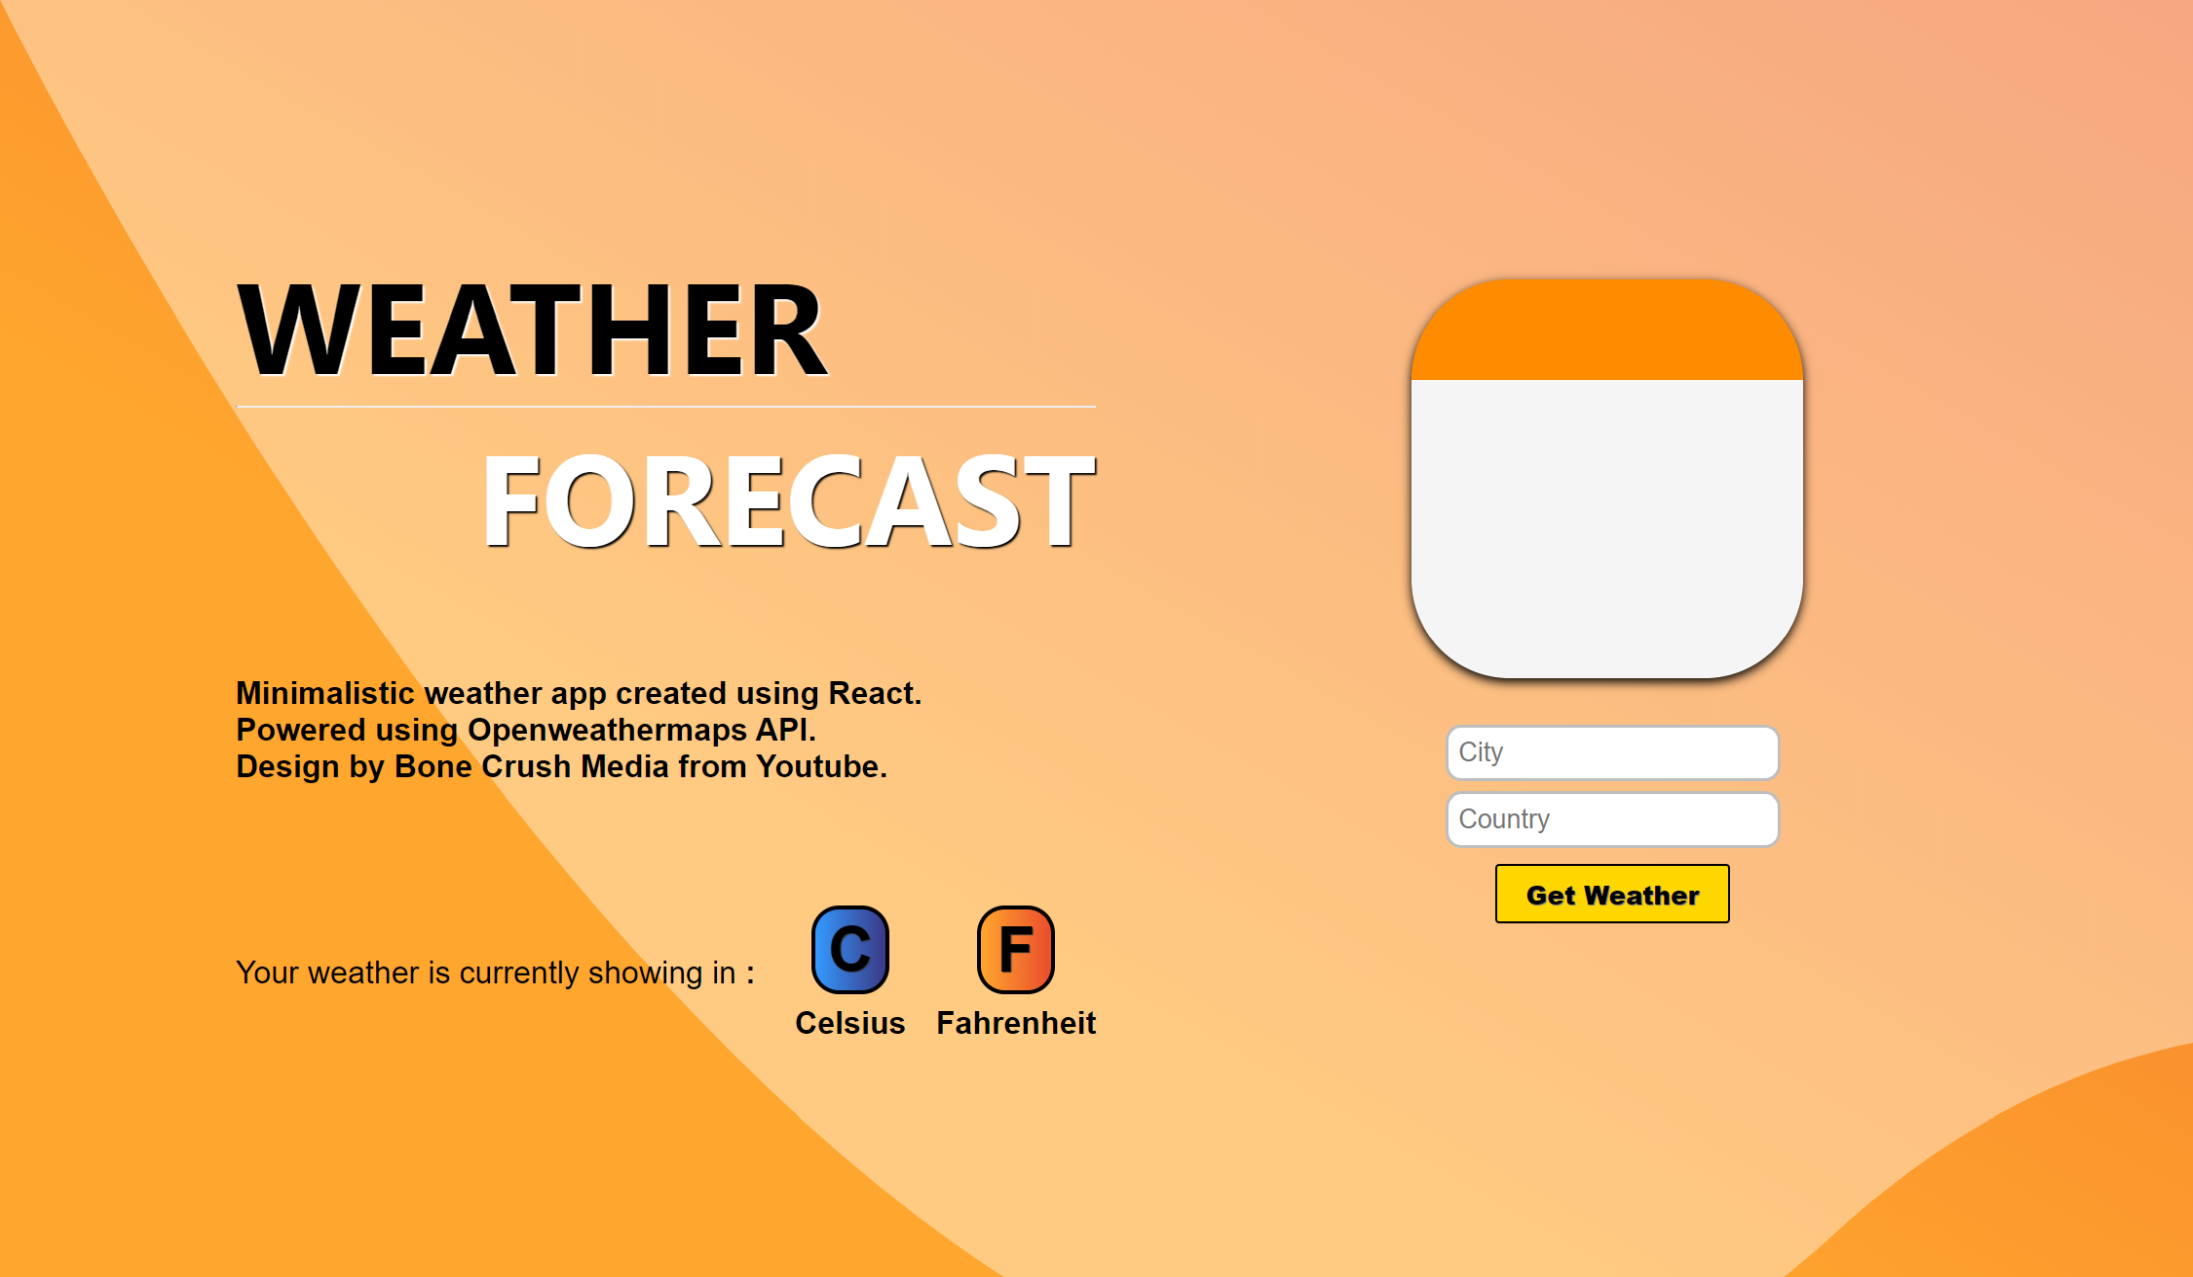 WEATHER
FORECAST
Minimalistic weather app created using React.
Powered using Openweathermaps API.
Design by Bone Crush Media from Youtube.
Your weather is currently showing in :
C
F
Celsius
Fahrenheit
City
Country
Get Weather